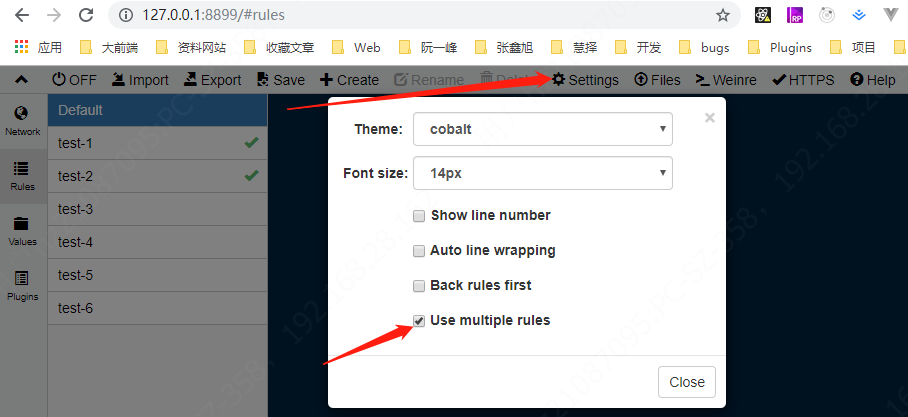 127.0.0.1:8899/#rules
应用 大前端 资料网站 收藏文章 Web 阮一峰 张鑫旭 慧择 开发 bugs Plugins 项目
OFF Import Export Save Create Rename Delete Settings Files Weinre HTTPS Help
Network
Rules
Values
Plugins
Default
test-1
test-2
test-3
test-4
test-5
test-6
×
Theme: cobalt
Font size: 14px
Show line number
Auto line wrapping
Back rules first
Use multiple rules
Close